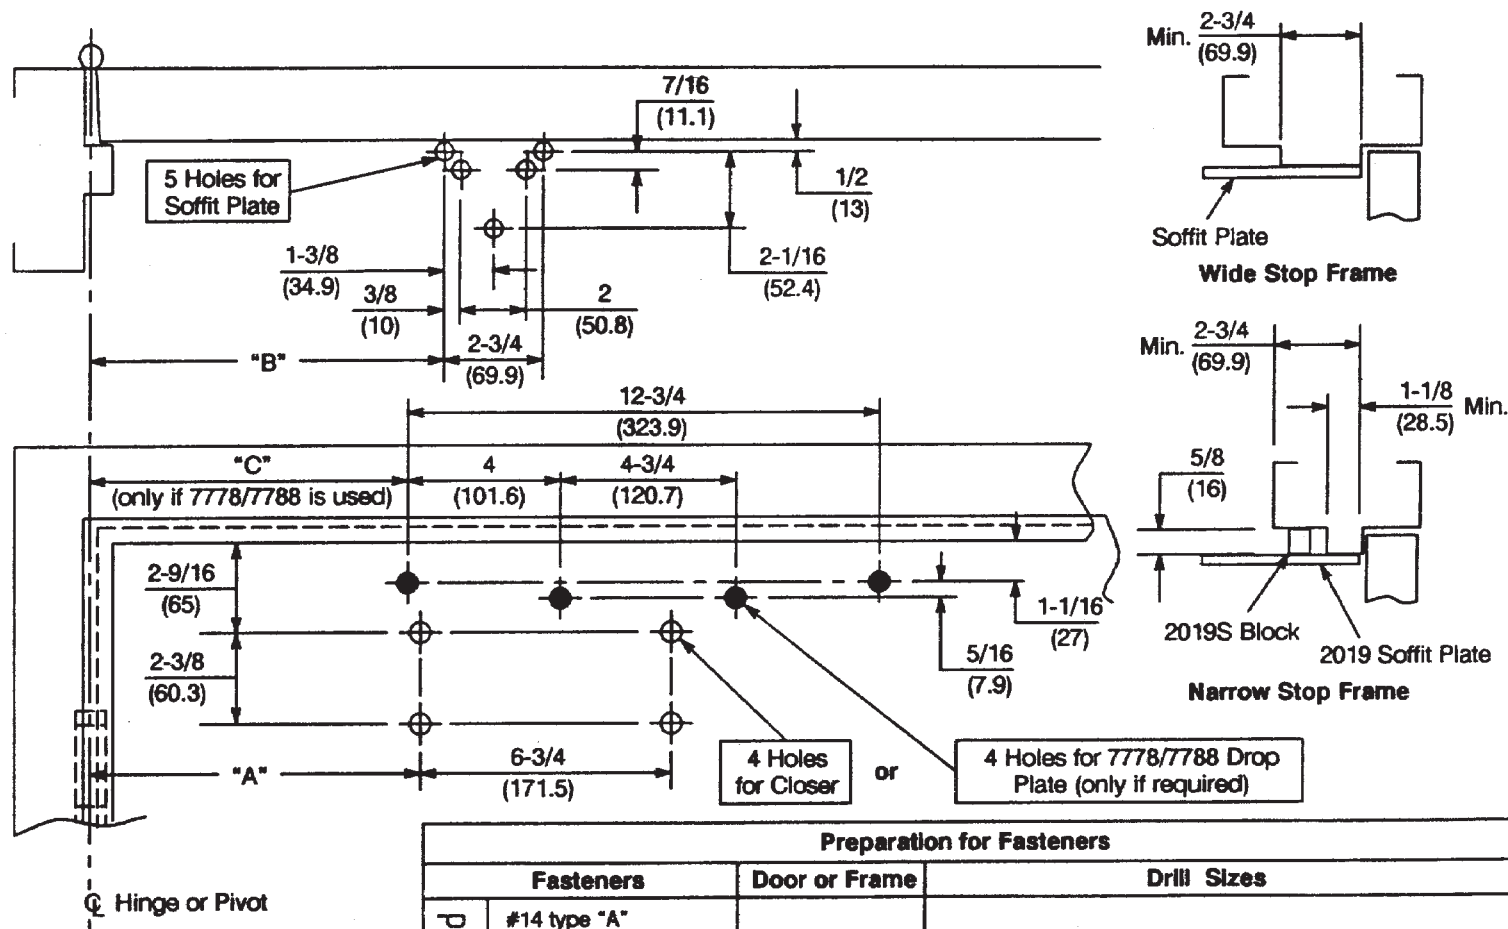 2-3/4
Min. (69.9)
7/16
(11.1)
5 Holes for
Soffit Plate
1/2
(13)
Soffit Plate
Wide Stop Frame
1-3/8
(34.9)
2-1/16
(52.4)
3/8
(10)
2
(50.8)
"B"
2-3/4
(69.9)
2-3/4
Min. (69.9)
1-1/8
(28.5) Min.
12-3/4
(323.9)
"C"
(only if 7778/7788 is used)
4
(101.6)
4-3/4
(120.7)
5/8
(16)
2-9/16
(65)
1-1/16
(27)
5/16
(7.9)
2019S Block
2019 Soffit Plate
Narrow Stop Frame
2-3/8
(60.3)
"A"
6-3/4
(171.5)
4 Holes
for Closer
or
4 Holes for 7778/7788 Drop
Plate (only if required)
Preparation for Fasteners
Fasteners Door or Frame Drill Sizes
℄ Hinge or Pivot
#14 type "A"